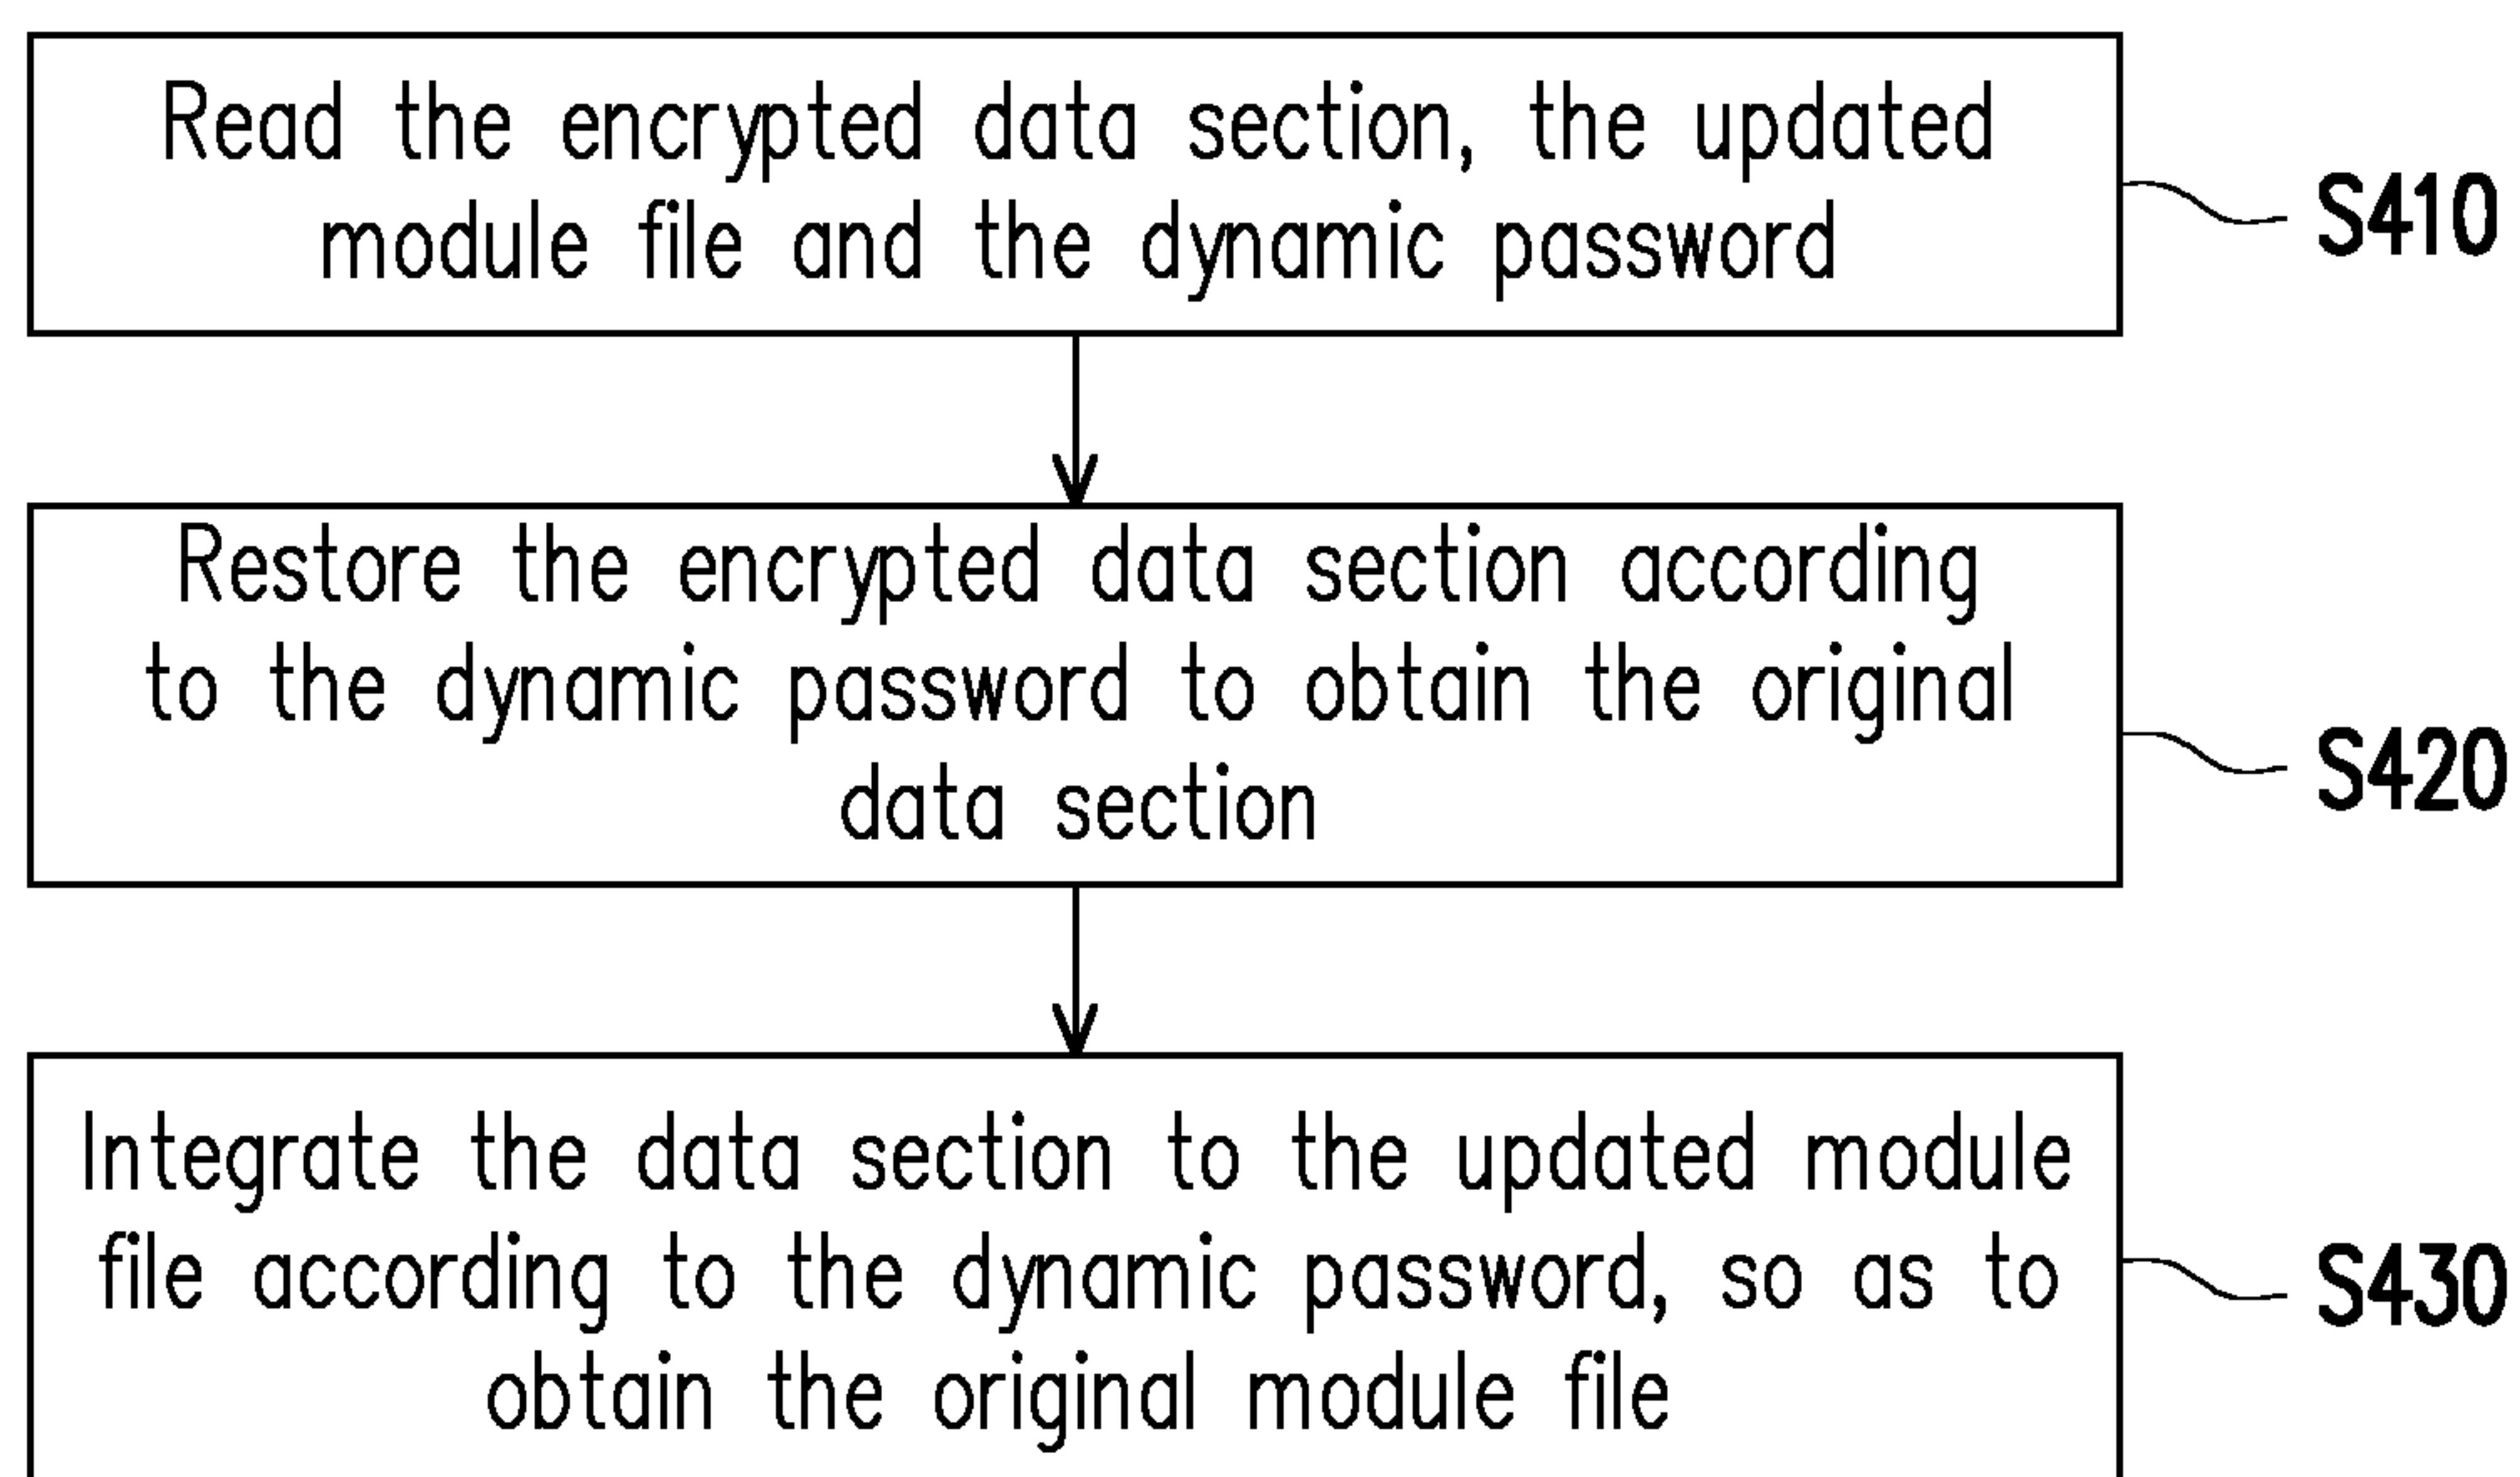 Read the encrypted data section, the updated
module file and the dynamic password
S410
Restore the encrypted data section according
to the dynamic password to obtain the original
data section
S420
Integrate the data section to the updated module
file according to the dynamic password, so as to
obtain the original module file
S430